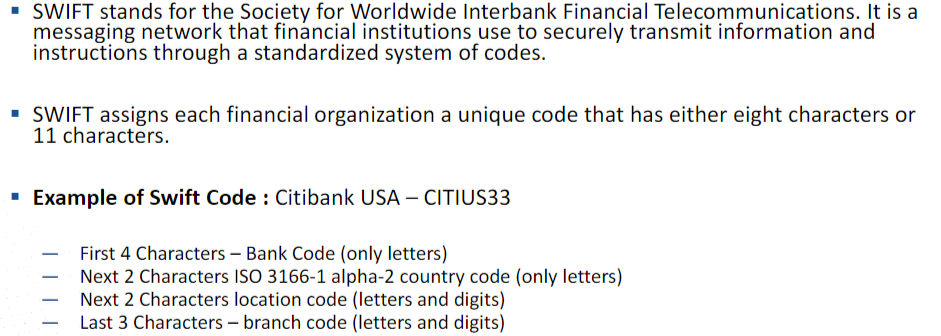 ▪ SWIFT stands for the Society for Worldwide Interbank Financial Telecommunications. It is a
messaging network that financial institutions use to securely transmit information and
instructions through a standardized system of codes.
▪ SWIFT assigns each financial organization a unique code that has either eight characters or
11 characters.
▪ Example of Swift Code : Citibank USA – CITIUS33
— First 4 Characters – Bank Code (only letters)
— Next 2 Characters ISO 3166-1 alpha-2 country code (only letters)
— Next 2 Characters location code (letters and digits)
— Last 3 Characters – branch code (letters and digits)